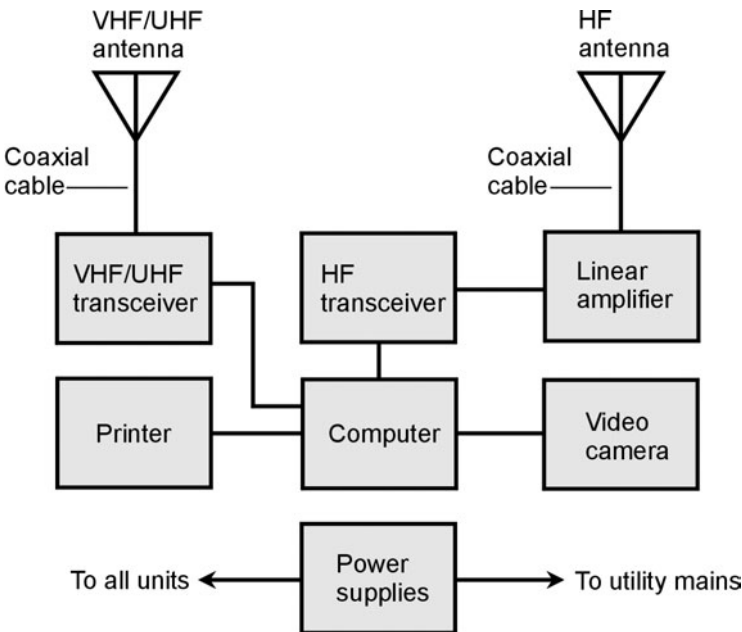 VHF/UHF
antenna
HF
antenna
Coaxial
cable
Coaxial
cable
VHF/UHF
transceiver
HF
transceiver
Linear
amplifier
Printer
Computer
Video
camera
To all units
Power
supplies
To utility mains